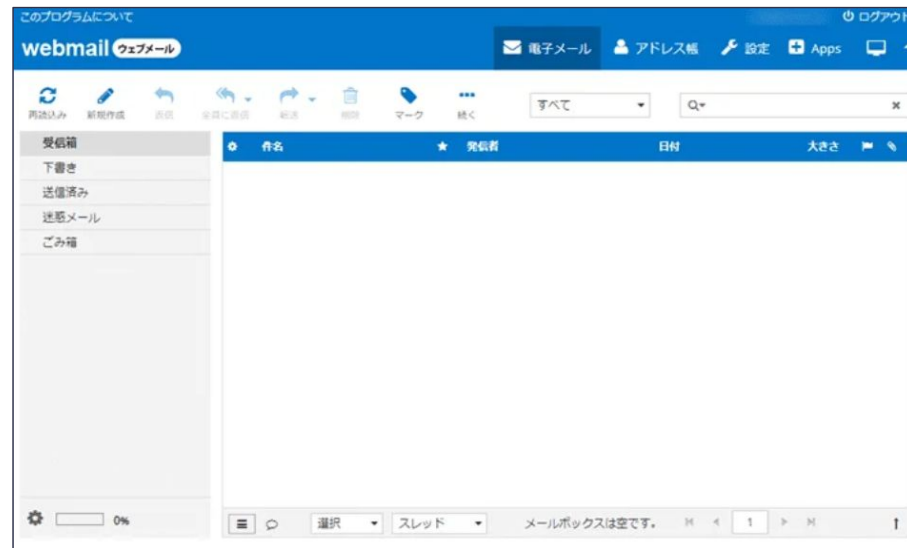 このプログラムについて
ログアウト
webmail ウェブメール
電子メール アドレス帳 設定 Apps
再読込み 新規作成 返信 全員に返信 転送 削除 マーク 続く
すべて
受信箱
件名 発信者 日付 大きさ
下書き
送信済み
迷惑メール
ごみ箱
0%
選択 スレッド メールボックスは空です。 1